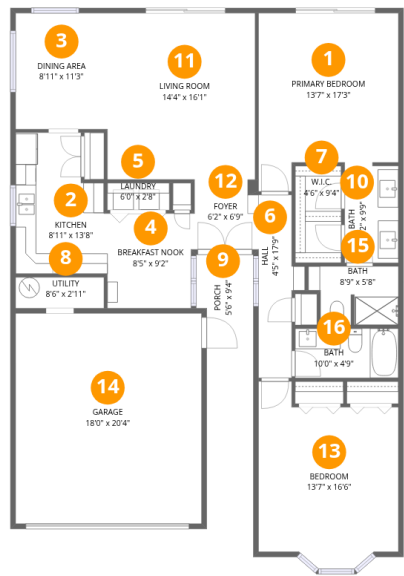 3
DINING AREA
8'11" x 11'3"
11
LIVING ROOM
14'4" x 16'1"
1
PRIMARY BEDROOM
13'7" x 17'3"
5
LAUNDRY
6'0" x 2'8"
7
W.I.C.
4'6" x 9'4"
10
BATH
2" x 9'9"
15
2
KITCHEN
8'11" x 13'8"
12
FOYER
6'2" x 6'9"
6
HALL
4'5" x 17'9"
4
BREAKFAST NOOK
8'5" x 9'2"
8
UTILITY
8'6" x 2'11"
9
PORCH
5'6" x 9'4"
BATH
8'9" x 5'8"
16
BATH
10'0" x 4'9"
14
GARAGE
18'0" x 20'4"
13
BEDROOM
13'7" x 16'6"